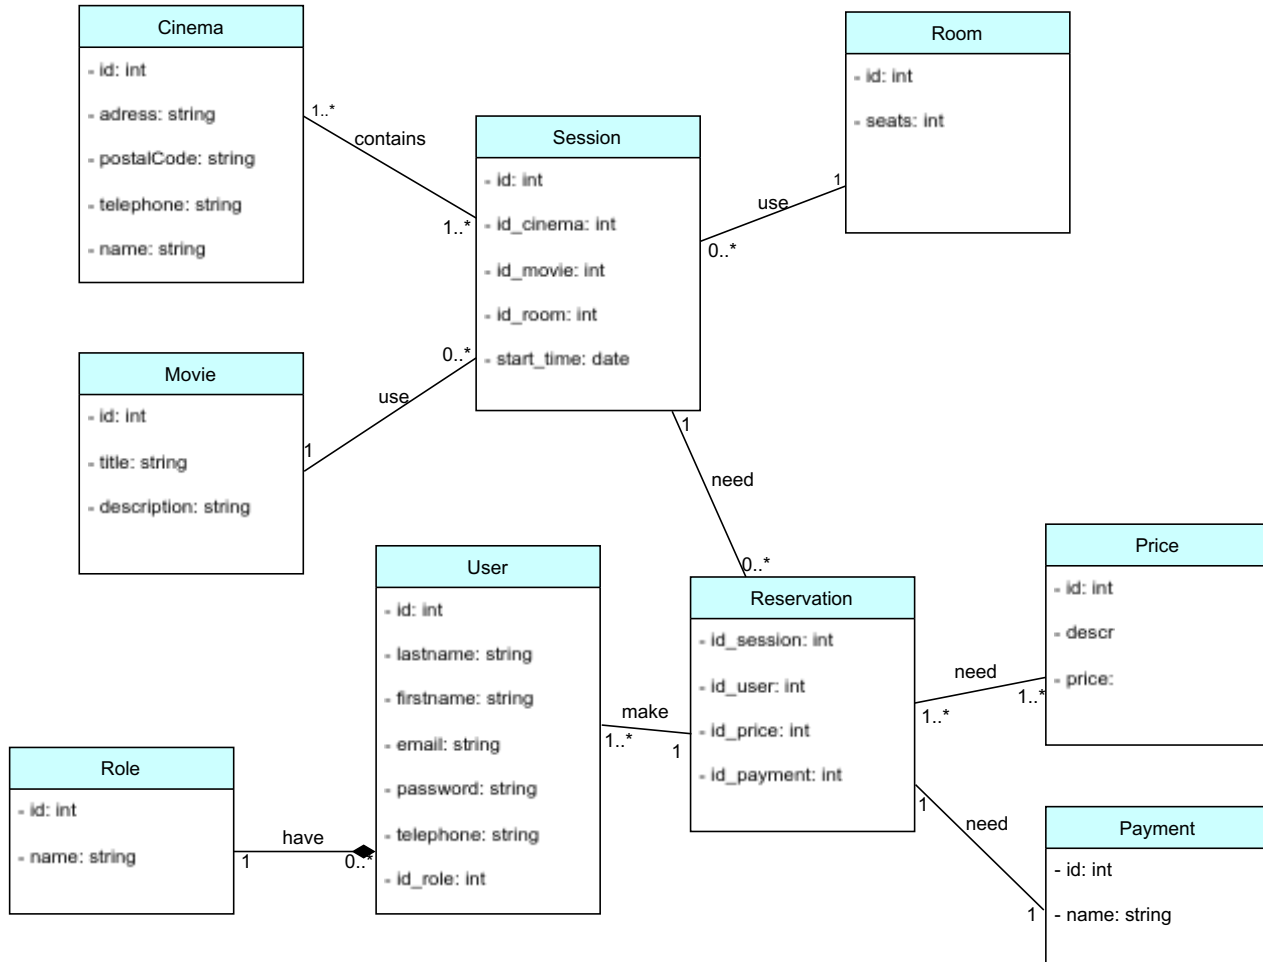 Cinema
- id: int
- adress: string
- postalCode: string
- telephone: string
- name: string
1..*
contains
1..*
Session
- id: int
- id_cinema: int
- id_movie: int
- id_room: int
- start_time: date
Room
- id: int
- seats: int
1
use
0..*
Movie
- id: int
- title: string
- description: string
0..*
use
1
1
need
0..*
User
- id: int
- lastname: string
- firstname: string
- email: string
- password: string
- telephone: string
- id_role: int
Reservation
- id_session: int
- id_user: int
- id_price: int
- id_payment: int
make
1..*
1
Price
- id: int
- descr
- price:
need
1..*
1..*
Role
- id: int
- name: string
have
1
0..*
1
need
1
Payment
- id: int
- name: string